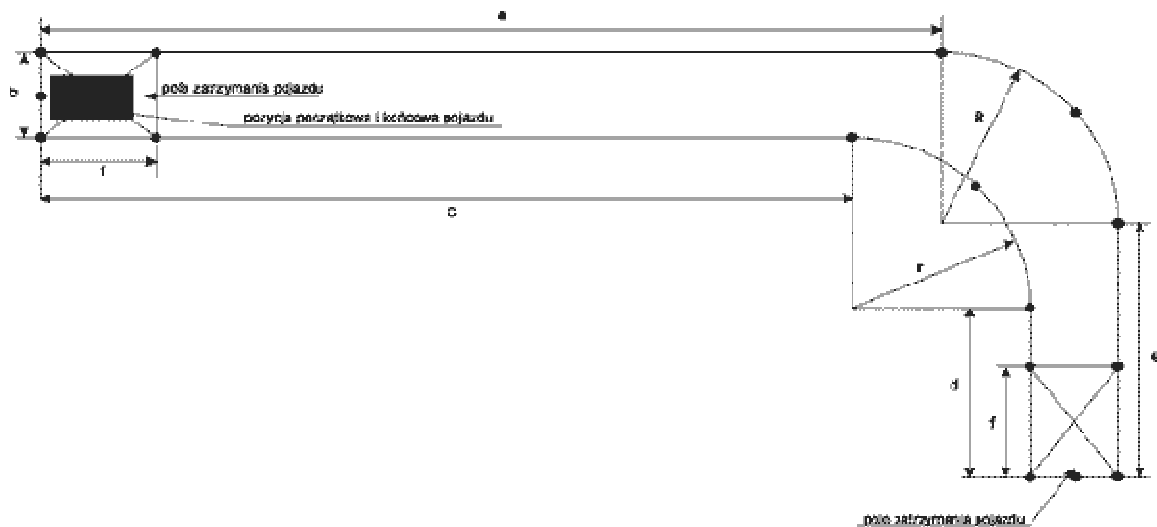 a
pole zatrzymania pojazdu
pozycja początkowa i końcowa pojazdu
R
f
c
r
e
d
f
pole zatrzymania pojazdu